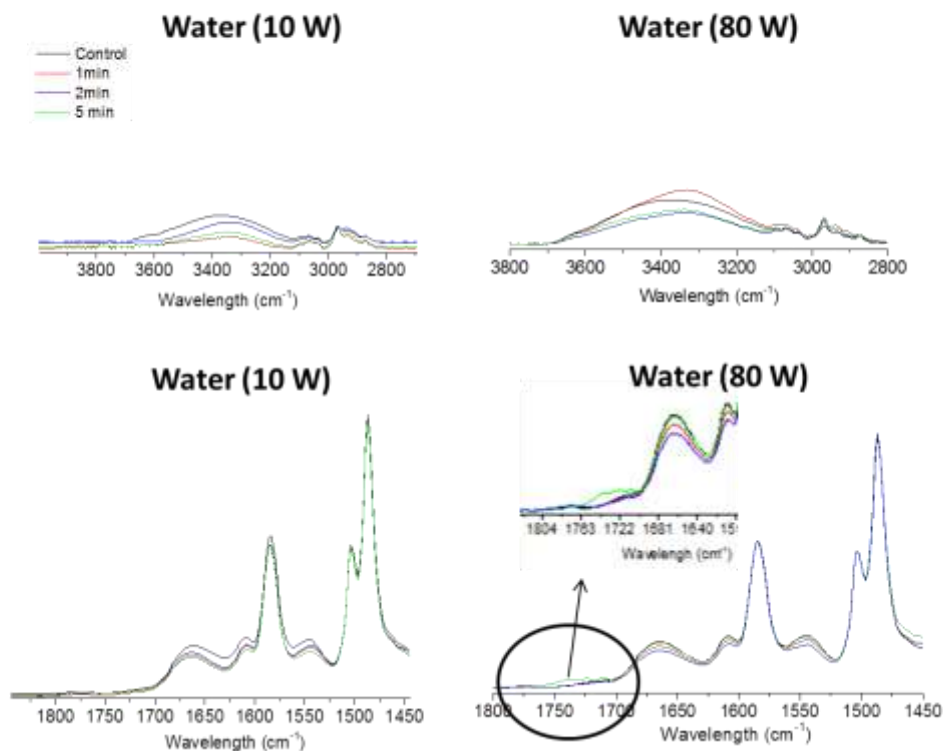 Water (10 W)
Control
1min
2min
5 min
3800 3600 3400 3200 3000
Wavelength (cm-1)
Water (80 W)
3800 3600 3400 3200 3000 2800
Wavelength (cm-1)
Water (10 W)
1800 1750 1700 1650 1600 1550 1500 1450
Wavelength (cm-1)
Water (80 W)
1804 1763 1722 1681 1640
Wavelengh (cm-1)
1800 1750 1700 1650 1600 1550 1500 1450
Wavelength (cm-1)